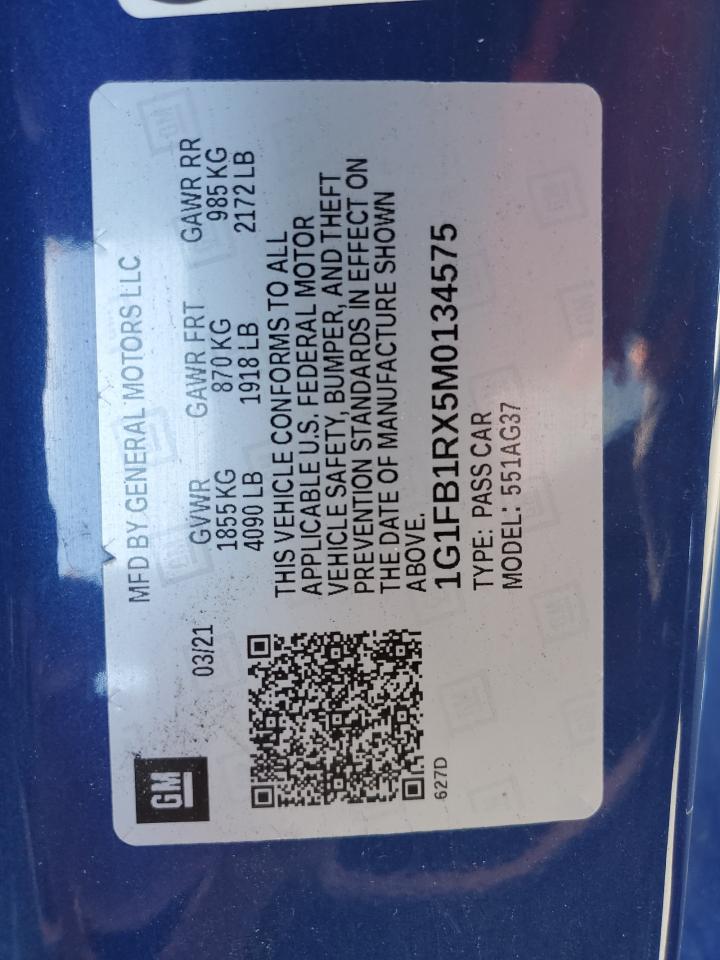 GM
MFD BY GENERAL MOTORS LLC
03/21
GVWR GAWR FRT GAWR RR
1855 KG 870 KG 985 KG
4090 LB 1918 LB 2172 LB
THIS VEHICLE CONFORMS TO ALL
APPLICABLE U.S. FEDERAL MOTOR
VEHICLE SAFETY, BUMPER, AND THEFT
PREVENTION STANDARDS IN EFFECT ON
THE DATE OF MANUFACTURE SHOWN
ABOVE.
1G1FB1RX5M0134575
TYPE: PASS CAR
MODEL: 551AG37
627D